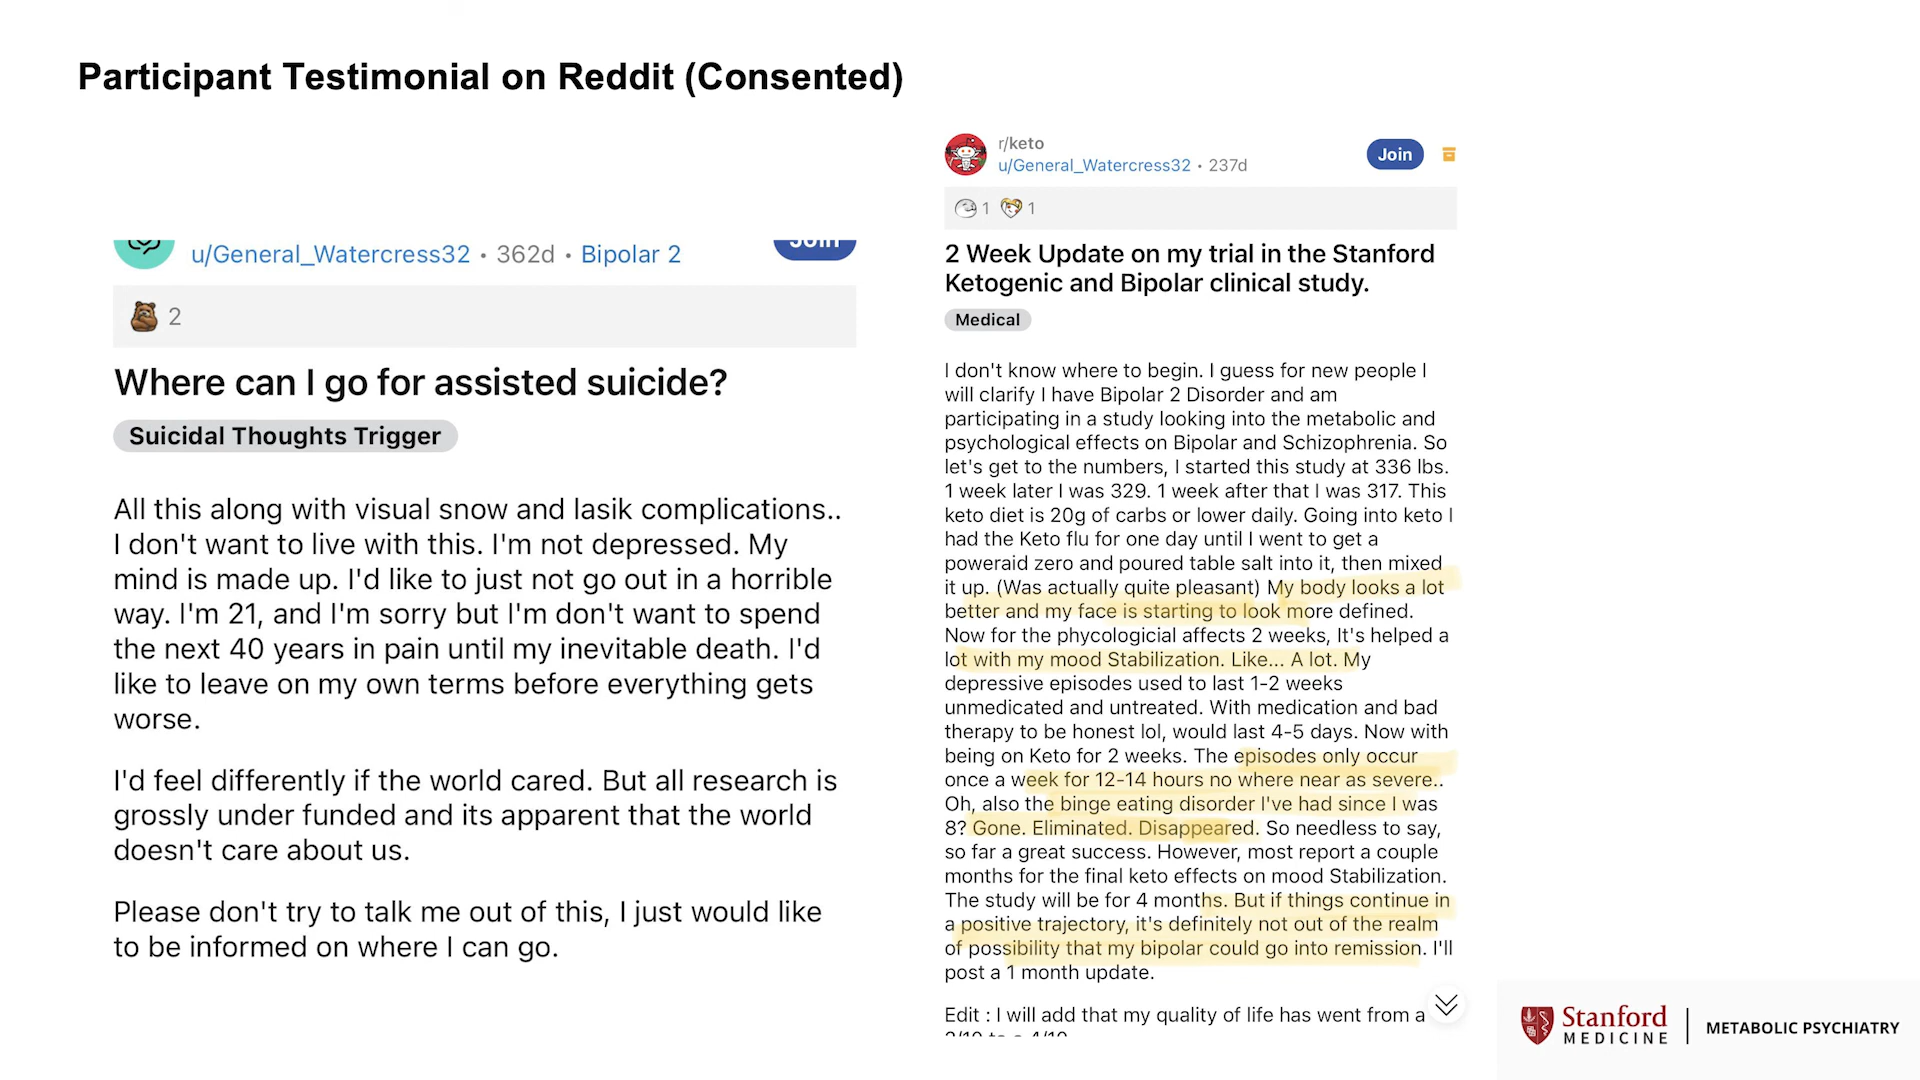 Participant Testimonial on Reddit (Consented)
u/General_Watercress32 • 362d • Bipolar 2
Join
2
Where can I go for assisted suicide?
Suicidal Thoughts Trigger
All this along with visual snow and lasik complications..
I don't want to live with this. I'm not depressed. My
mind is made up. I'd like to just not go out in a horrible
way. I'm 21, and I'm sorry but I'm don't want to spend
the next 40 years in pain until my inevitable death. I'd
like to leave on my own terms before everything gets
worse.
I'd feel differently if the world cared. But all research is
grossly under funded and its apparent that the world
doesn't care about us.
Please don't try to talk me out of this, I just would like
to be informed on where I can go.
r/keto
u/General_Watercress32 • 237d
Join
1 1
2 Week Update on my trial in the Stanford
Ketogenic and Bipolar clinical study.
Medical
I don't know where to begin. I guess for new people I
will clarify I have Bipolar 2 Disorder and am
participating in a study looking into the metabolic and
psychological effects on Bipolar and Schizophrenia. So
let's get to the numbers, I started this study at 336 lbs.
1 week later I was 329. 1 week after that I was 317. This
keto diet is 20g of carbs or lower daily. Going into keto I
had the Keto flu for one day until I went to get a
poweraid zero and poured table salt into it, then mixed
it up. (Was actually quite pleasant) My body looks a lot
better and my face is starting to look more defined.
Now for the phycologicial affects 2 weeks, It's helped a
lot with my mood Stabilization. Like... A lot. My
depressive episodes used to last 1-2 weeks
unmedicated and untreated. With medication and bad
therapy to be honest lol, would last 4-5 days. Now with
being on Keto for 2 weeks. The episodes only occur
once a week for 12-14 hours no where near as severe..
Oh, also the binge eating disorder I've had since I was
8? Gone. Eliminated. Disappeared. So needless to say,
so far a great success. However, most report a couple
months for the final keto effects on mood Stabilization.
The study will be for 4 months. But if things continue in
a positive trajectory, it's definitely not out of the realm
of possibility that my bipolar could go into remission. I'll
post a 1 month update.
Edit : I will add that my quality of life has went from a
Stanford
MEDICINE
METABOLIC PSYCHIATRY